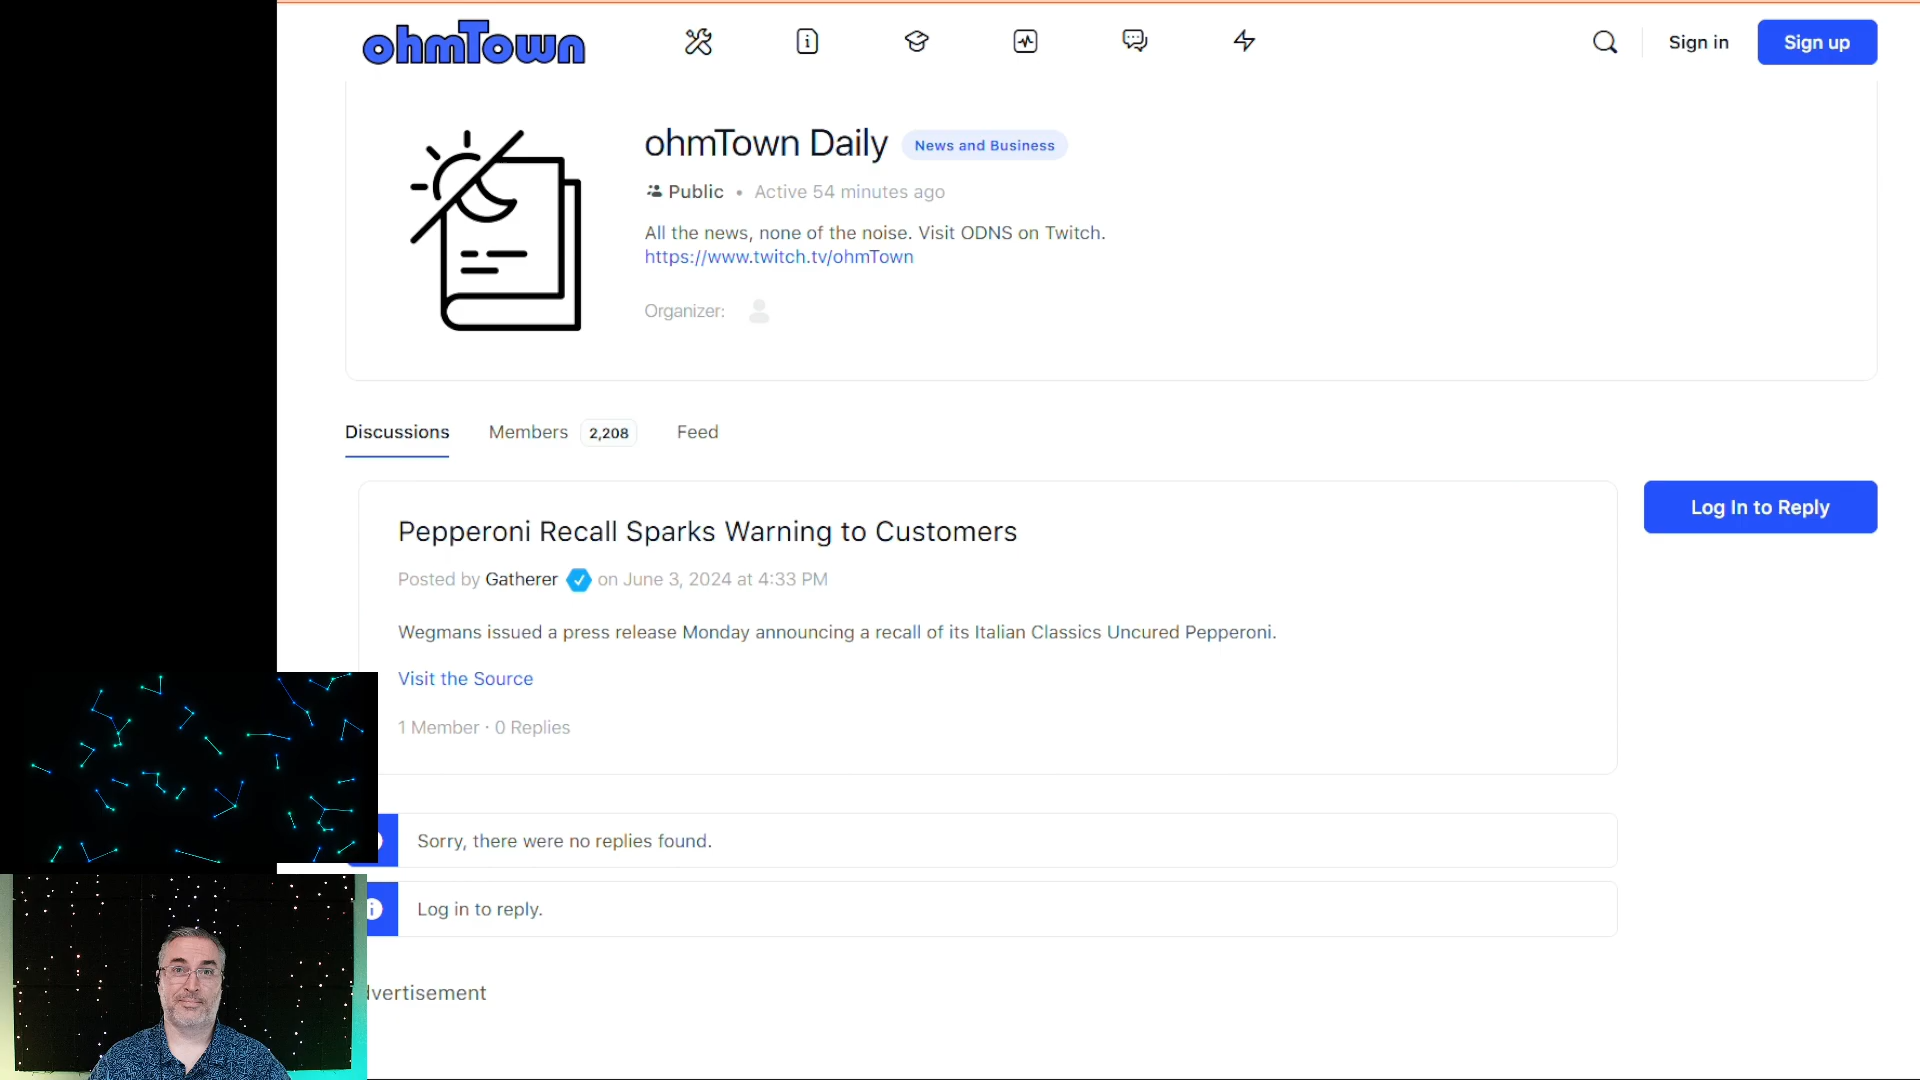 ohmTown
Sign in
Sign up
ohmTown Daily
News and Business
Public • Active 54 minutes ago
All the news, none of the noise. Visit ODNS on Twitch.
https://www.twitch.tv/ohmTown
Organizer:
Discussions
Members 2,208
Feed
Pepperoni Recall Sparks Warning to Customers
Log In to Reply
Posted by Gatherer on June 3, 2024 at 4:33 PM
Wegmans issued a press release Monday announcing a recall of its Italian Classics Uncured Pepperoni.
Visit the Source
1 Member · 0 Replies
Sorry, there were no replies found.
Log in to reply.
dvertisement